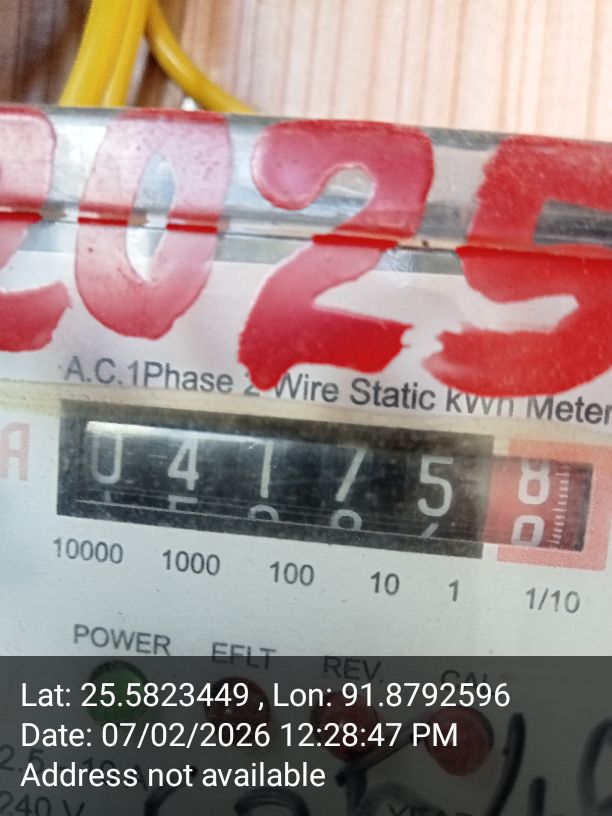 2025
A.C.1Phase 2 Wire Static kWh Meter
0 4 1 7 5 8
10000 1000 100 10 1 1/10
POWER EFLT REV. CAL
Lat: 25.5823449 , Lon: 91.8792596
Date: 07/02/2026 12:28:47 PM
Address not available
240 V